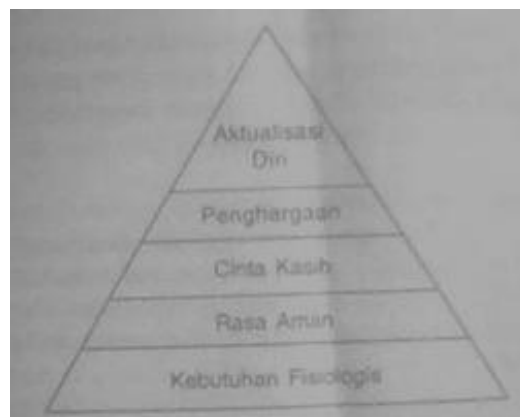 Aktualisasi
Diri
Penghargaan
Cinta Kasih
Rasa Aman
Kebutuhan Fisiologis